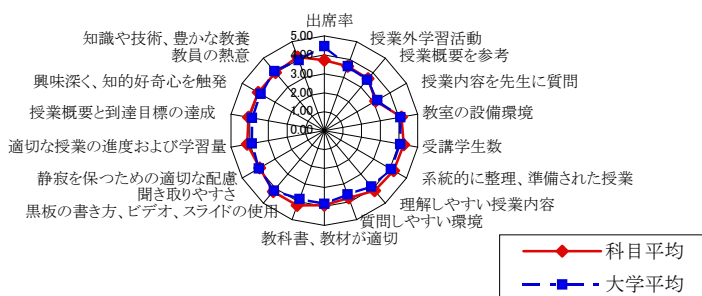 出席率
授業外学習活動
授業概要を参考
授業内容を先生に質問
教室の設備環境
受講学生数
系統的に整理、準備された授業
理解しやすい授業内容
質問しやすい環境
教科書、教材が適切
黒板の書き方、ビデオ、スライドの使用
聞き取りやすさ
静寂を保つための適切な配慮
適切な授業の進度および学習量
授業概要と到達目標の達成
興味深く、知的好奇心を触発
教員の熱意
知識や技術、豊かな教養
5.00
4.00
3.00
2.00
1.00
0.00
科目平均
大学平均